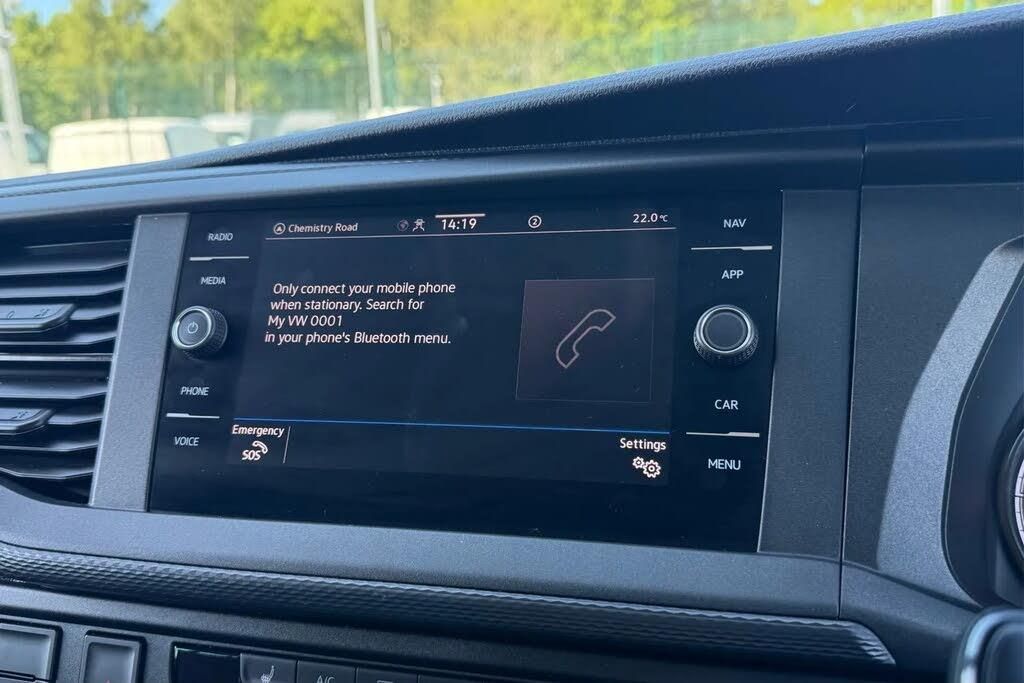 Chemistry Road
14:19
2
22.0°C
RADIO
MEDIA
PHONE
VOICE
Only connect your mobile phone
when stationary. Search for
My VW 0001
in your phone's Bluetooth menu.
Emergency
SOS
Settings
NAV
APP
CAR
MENU
A/C